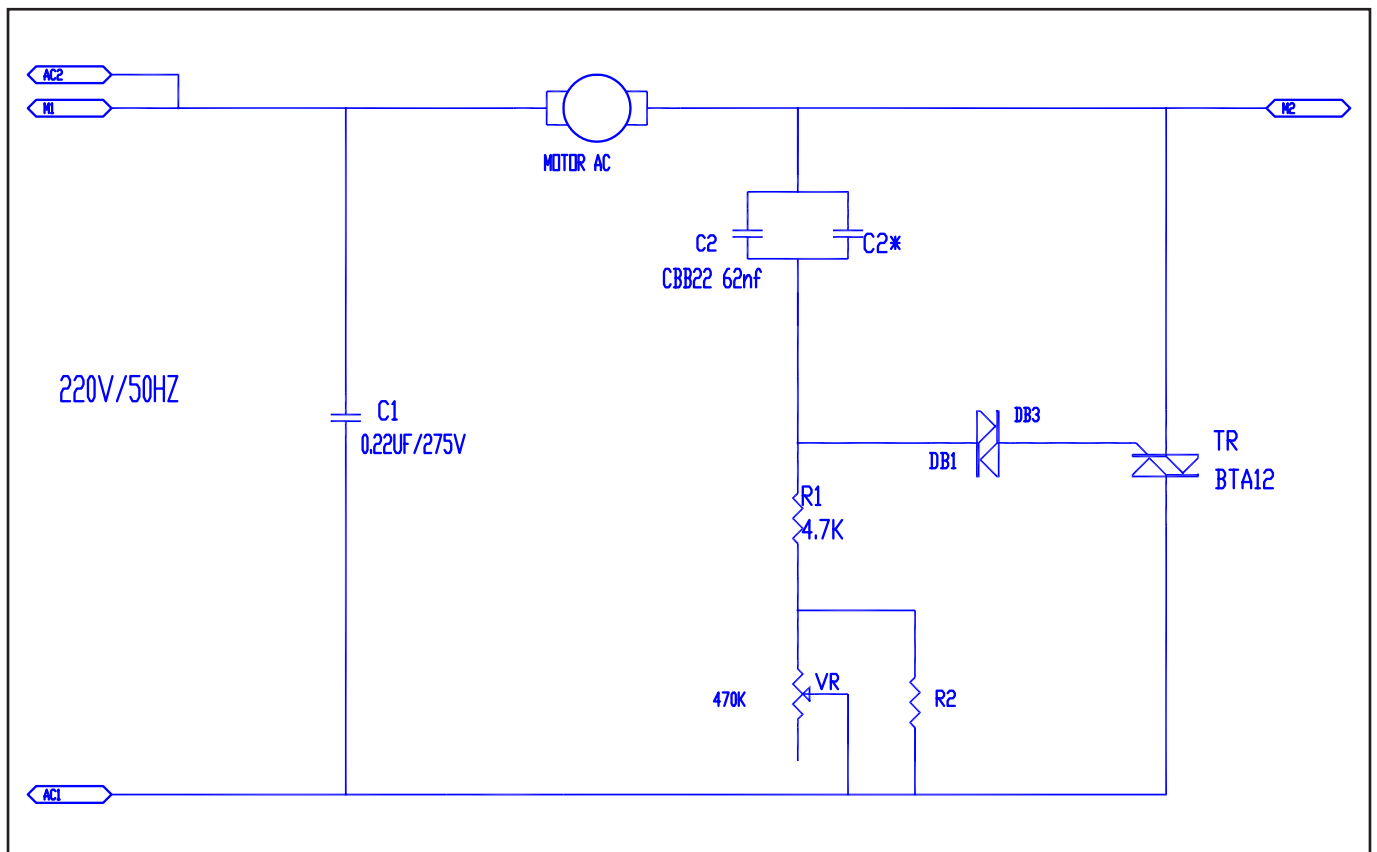 AC2
M1
M2
MOTOR AC
C2
C2*
CBB22 62nf
220V/50HZ
C1
0.22UF/275V
DB3
DB1
TR
BTA12
R1
4.7K
VR
470K
R2
AC1